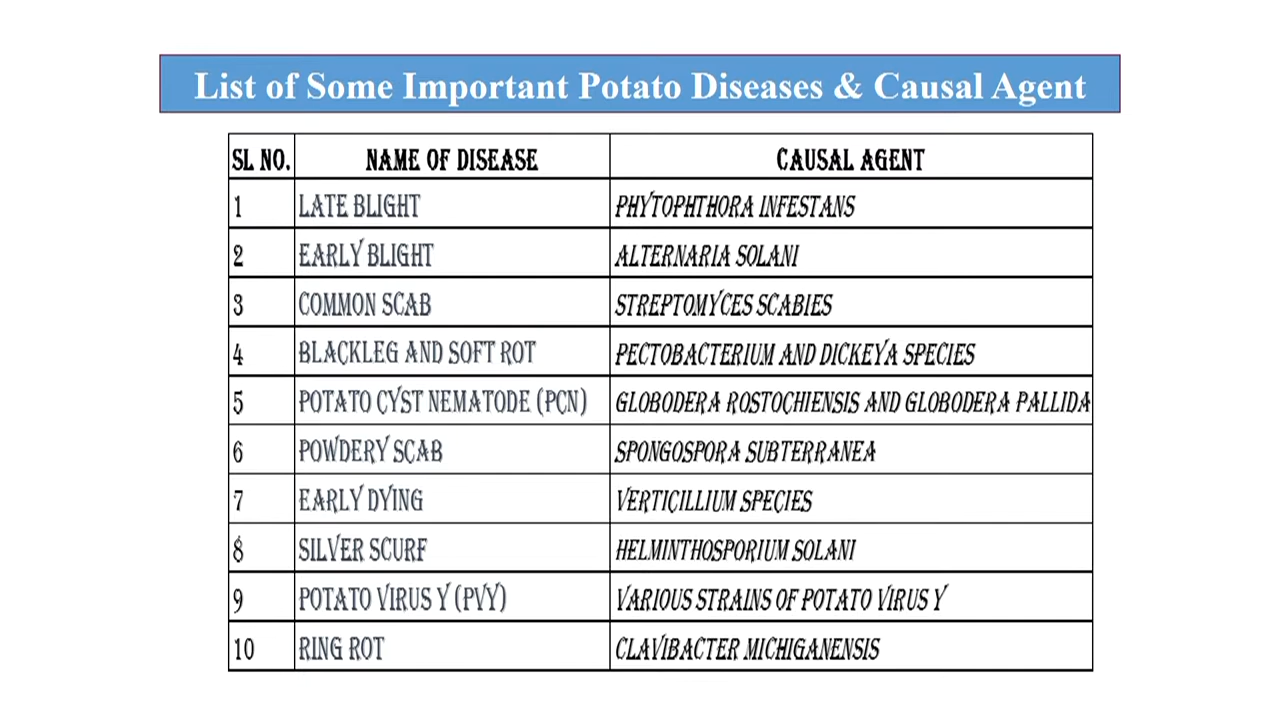 List of Some Important Potato Diseases & Causal Agent
SL NO. NAME OF DISEASE CAUSAL AGENT
1 LATE BLIGHT PHYTOPHTHORA INFESTANS
2 EARLY BLIGHT ALTERNARIA SOLANI
3 COMMON SCAB STREPTOMYCES SCABIES
4 BLACKLEG AND SOFT ROT PECTOBACTERIUM AND DICKEYA SPECIES
5 POTATO CYST NEMATODE (PCN) GLOBODERA ROSTOCHIENSIS AND GLOBODERA PALLIDA
6 POWDERY SCAB SPONGOSPORA SUBTERRANEA
7 EARLY DYING VERTICILLIUM SPECIES
8 SILVER SCURF HELMINTHOSPORIUM SOLANI
9 POTATO VIRUS Y (PVY) VARIOUS STRAINS OF POTATO VIRUS Y
10 RING ROT CLAVIBACTER MICHIGANENSIS